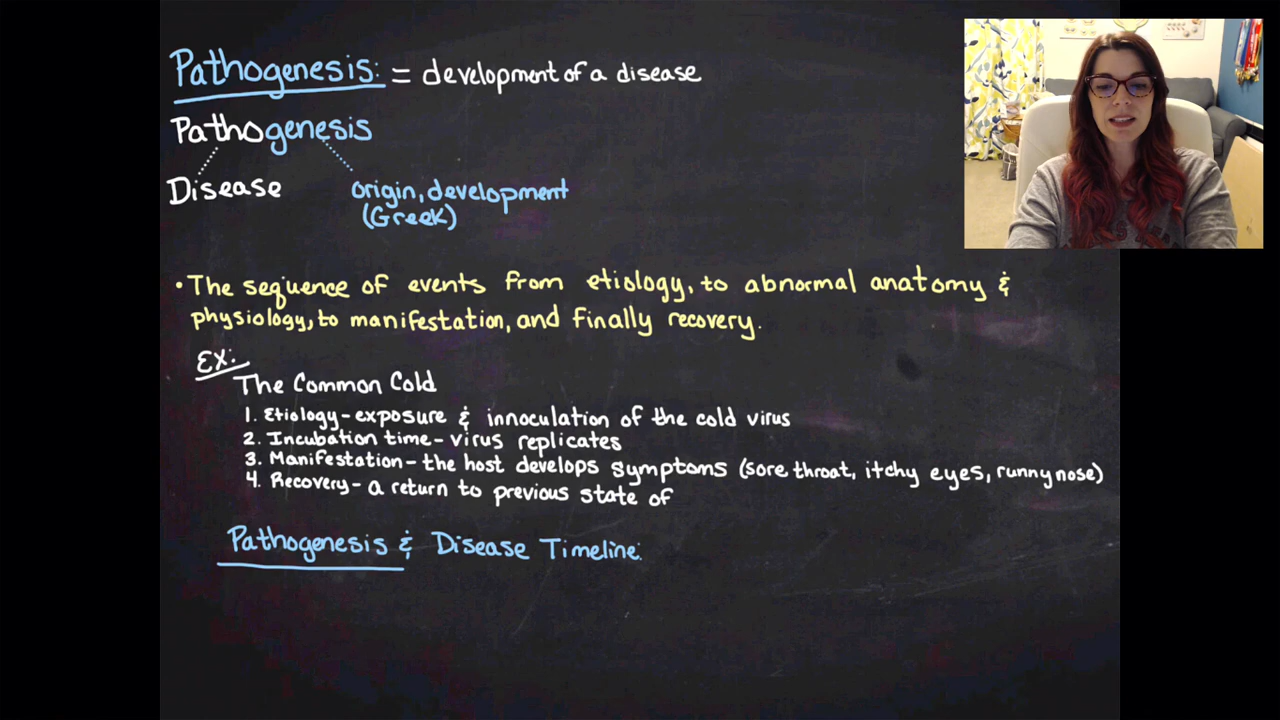 Pathogenesis: = development of a disease
Pathogenesis
Disease
origin, development
(Greek)
• The sequence of events from etiology, to abnormal anatomy &
physiology, to manifestation, and finally recovery.
Ex:
The Common Cold
1. Etiology - exposure & innoculation of the cold virus
2. Incubation time - virus replicates
3. Manifestation - the host develops symptoms (sore throat, itchy eyes, runny nose)
4. Recovery - a return to previous state of
Pathogenesis & Disease Timeline: